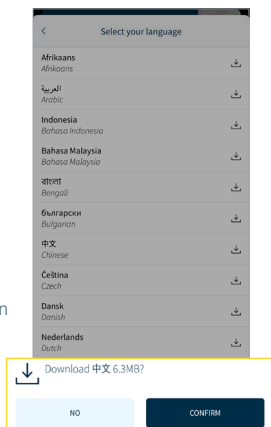 Select your language
Afrikaans
Afrikaans
العربية
Arabic
Indonesia
Bahasa Indonesia
Bahasa Malaysia
Bahasa Malaysia
বাংলা
Bengali
български
Bulgarian
中文
Chinese
Čeština
Czech
Dansk
Danish
n
Nederlands
Dutch
Download 中文 6.3MB?
NO CONFIRM